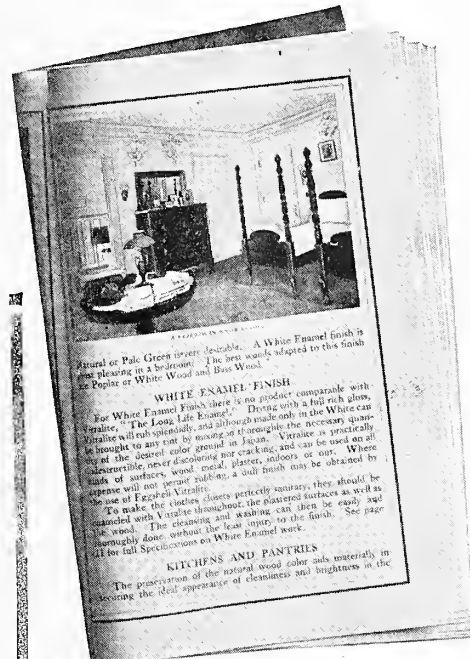 Natural or Pale Green is very desirable. A White Enamel finish is
most pleasing in a bedroom. The best woods adapted to this finish
are Poplar or White Wood and Bass Wood.
WHITE ENAMEL FINISH
For White Enamel Finish there is no product comparable with
Vitralite, "The Long Life Enamel." Drying with a full rich gloss,
Vitralite will rub splendidly, and although made only in the White can
be brought to any tint by mixing in thoroughly the necessary quan-
tity of the desired color ground in Japan. Vitralite is practically
indestructible, never discoloring nor cracking, and can be used on all
kinds of surfaces, wood, metal, plaster, indoors or out. Where
expense will not permit rubbing, a dull finish may be obtained by
the use of Eggshell Vitralite.
To make the clothes closets perfectly sanitary, they should be
enameled with Vitralite throughout, the plastered surfaces as well as
the wood. The cleansing and washing can then be easily and
thoroughly done, without the least injury to the finish. See page
for full Specifications on White Enamel work.
KITCHENS AND PANTRIES
The preservation of the natural wood color aids materially in
securing the ideal appearance of cleanliness and brightness in the